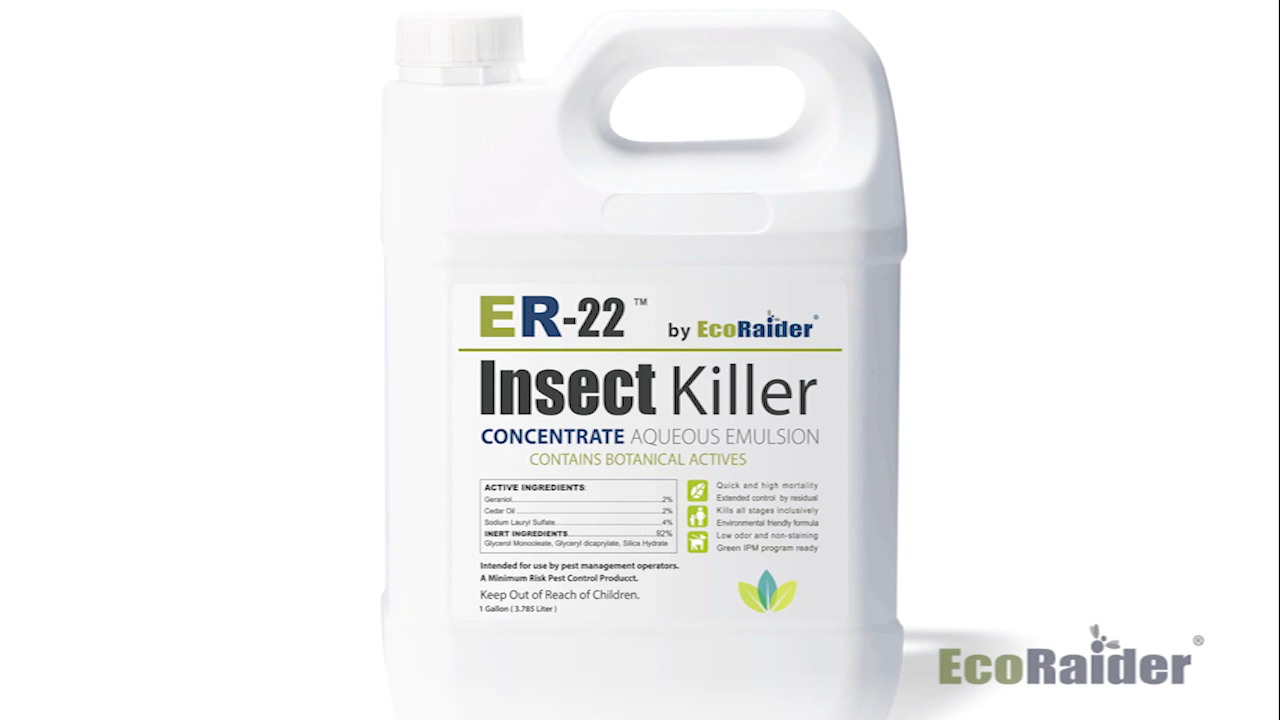 ER-22™ by EcoRaider®
Insect Killer
CONCENTRATE AQUEOUS EMULSION
CONTAINS BOTANICAL ACTIVES
ACTIVE INGREDIENTS:
Geraniol 2%
Cedar Oil 2%
Sodium Lauryl Sulfate 4%
INERT INGREDIENTS 92%
Glycerol Monooleate, Glyceryl dicaprylate, Silica Hydrate
Quick and high mortality
Extended control by residual
Kills all stages inclusively
Environmental friendly formula
Low odor and non-staining
Green IPM program ready
Intended for use by pest management operators.
A Minimum Risk Pest Control Producct.
Keep Out of Reach of Children.
1 Gallon ( 3.785 Liter )
EcoRaider®